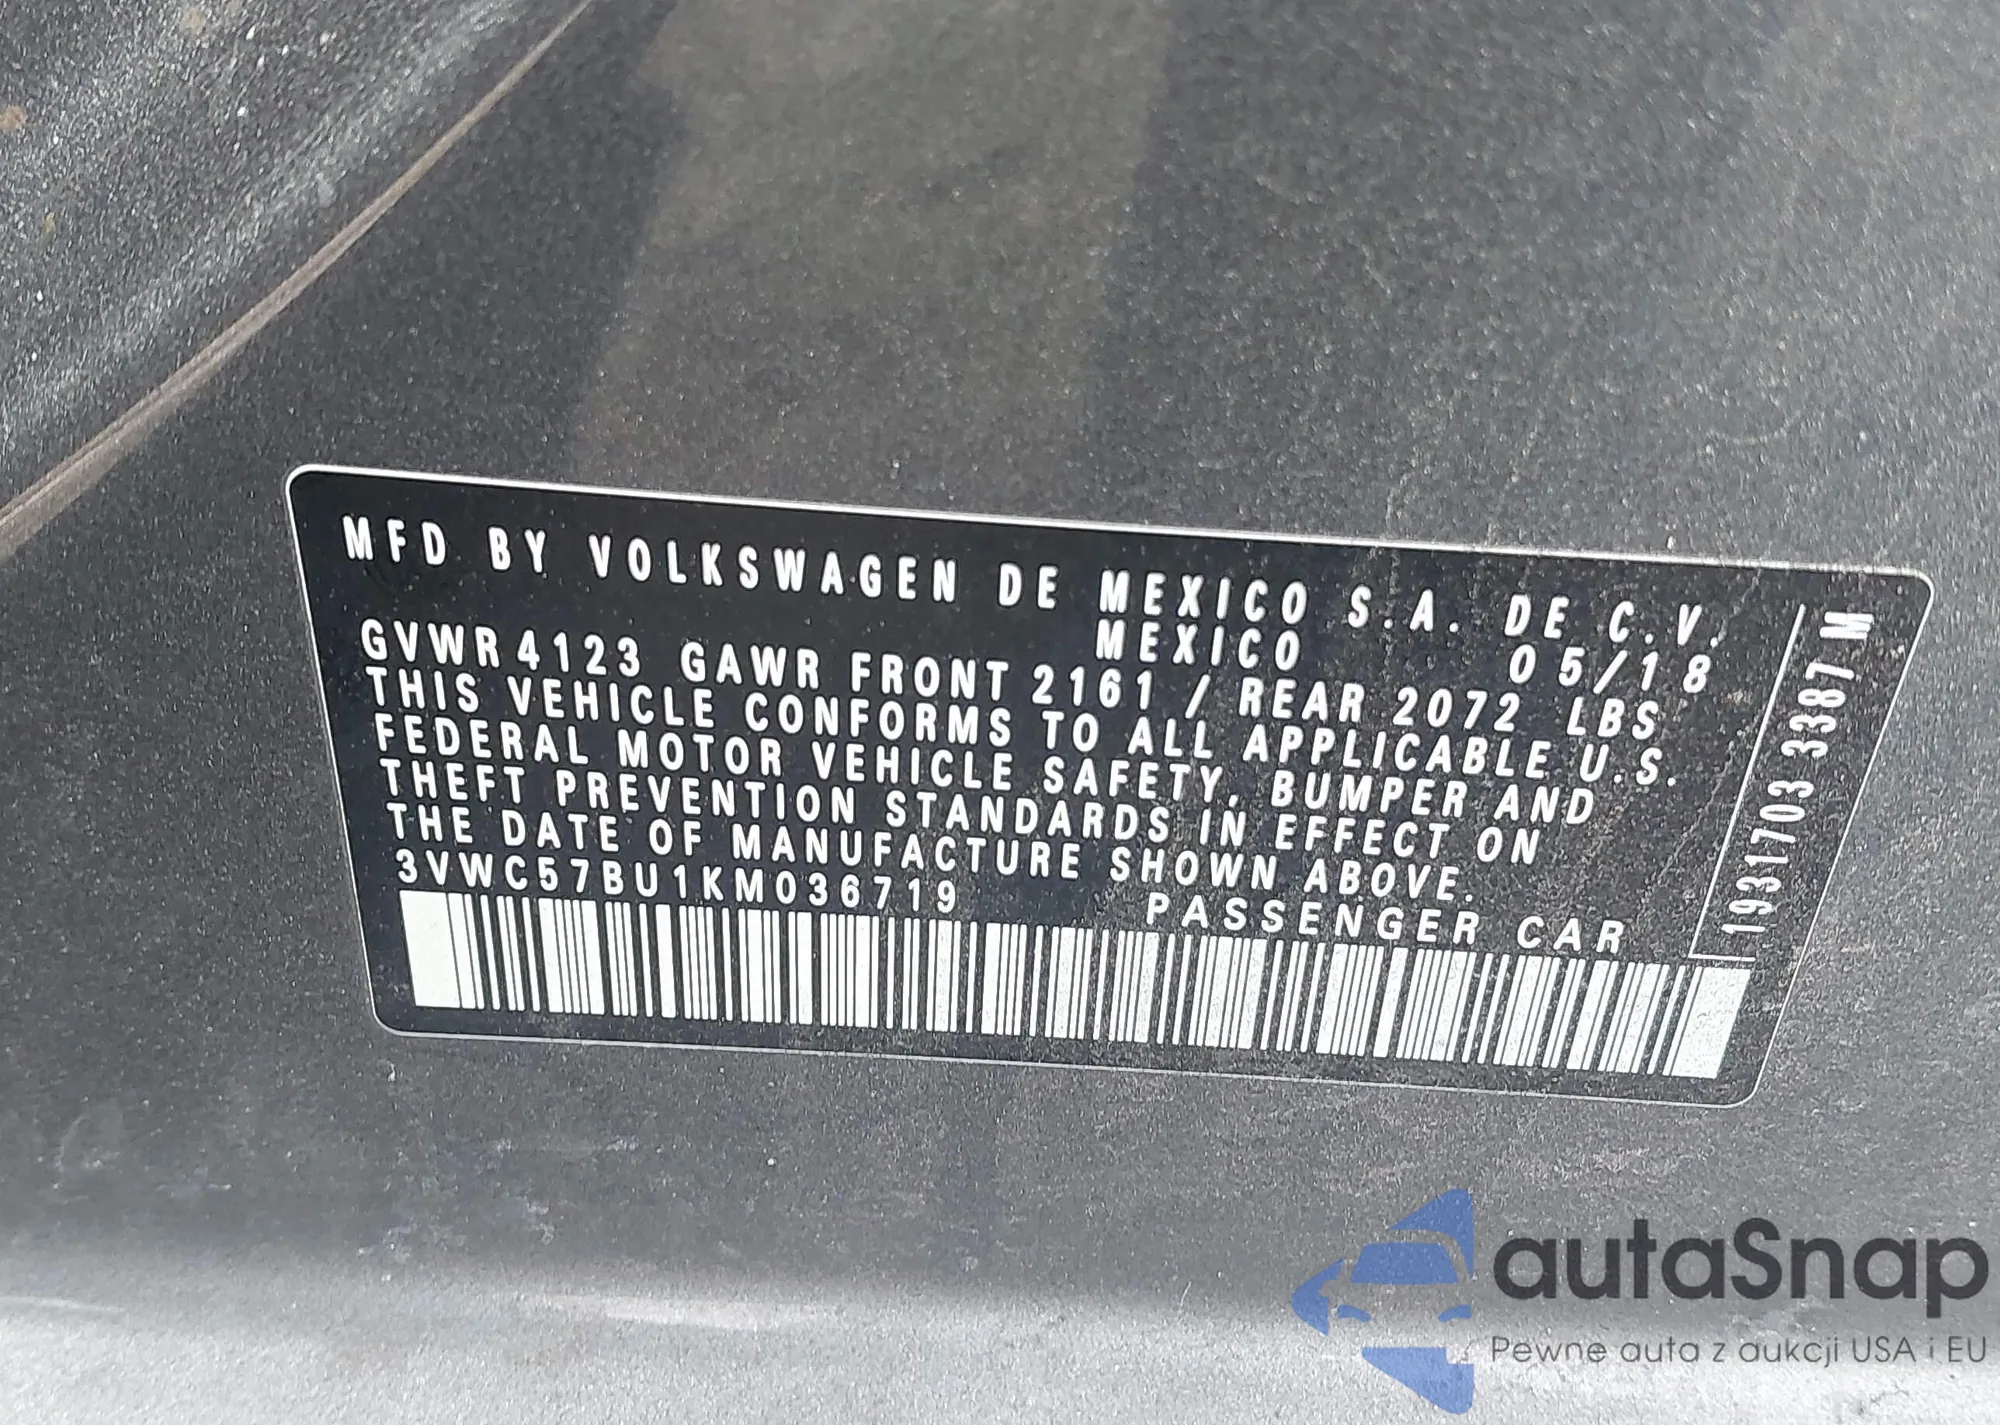 MFD BY VOLKSWAGEN DE MEXICO S.A. DE C.V.
MEXICO 05/18
GVWR 4123 GAWR FRONT 2161 / REAR 2072 LBS
THIS VEHICLE CONFORMS TO ALL APPLICABLE U.S.
FEDERAL MOTOR VEHICLE SAFETY, BUMPER AND
THEFT PREVENTION STANDARDS IN EFFECT ON
THE DATE OF MANUFACTURE SHOWN ABOVE.
3VWC57BU1KM036719 PASSENGER CAR
1931703 3387 M
autaSnap
Pewne auta z aukcji USA i EU